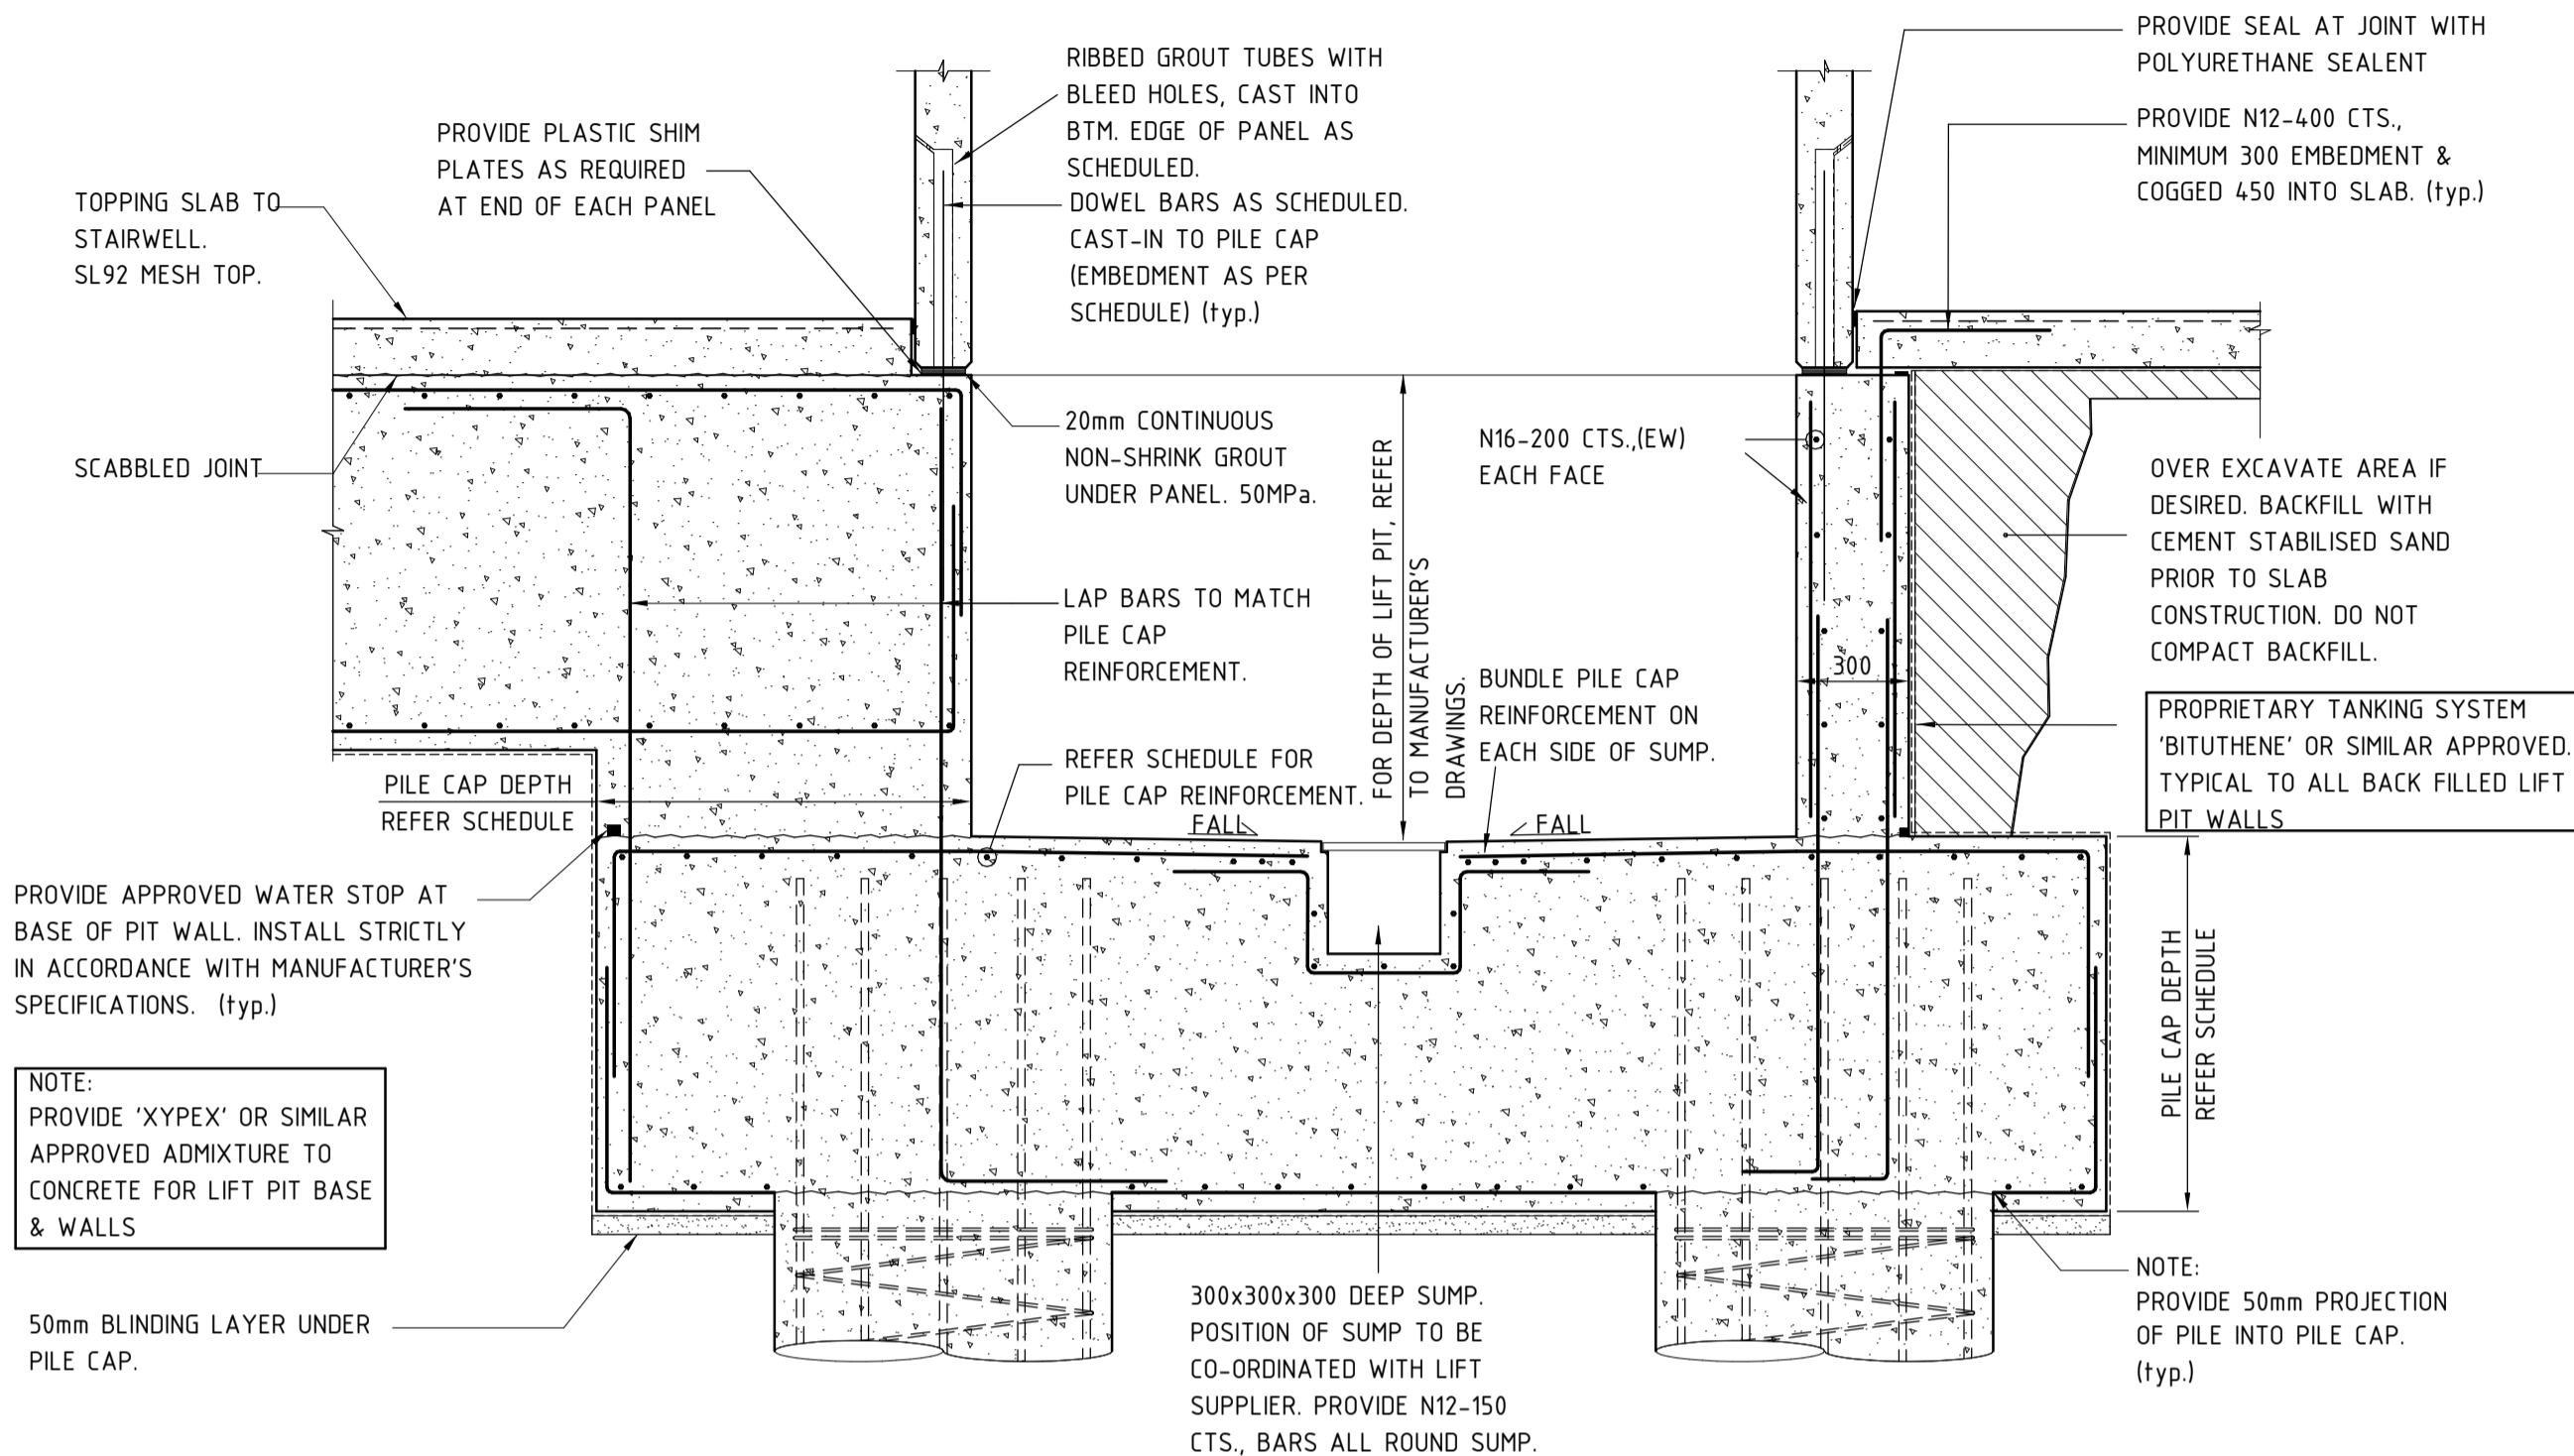 PROVIDE SEAL AT JOINT WITH
POLYURETHANE SEALENT
RIBBED GROUT TUBES WITH
BLEED HOLES, CAST INTO
BTM. EDGE OF PANEL AS
SCHEDULED.
PROVIDE N12-400 CTS.,
MINIMUM 300 EMBEDMENT &
COGGED 450 INTO SLAB. (typ.)
PROVIDE PLASTIC SHIM
PLATES AS REQUIRED
AT END OF EACH PANEL
TOPPING SLAB TO
STAIRWELL.
SL92 MESH TOP.
DOWEL BARS AS SCHEDULED.
CAST-IN TO PILE CAP
(EMBEDMENT AS PER
SCHEDULE) (typ.)
SCABBLED JOINT
20mm CONTINUOUS
NON-SHRINK GROUT
UNDER PANEL. 50MPa.
FOR DEPTH OF LIFT PIT, REFER
TO MANUFACTURER'S
DRAWINGS.
N16-200 CTS.,(EW)
EACH FACE
OVER EXCAVATE AREA IF
DESIRED. BACKFILL WITH
CEMENT STABILISED SAND
PRIOR TO SLAB
CONSTRUCTION. DO NOT
COMPACT BACKFILL.
LAP BARS TO MATCH
PILE CAP
REINFORCEMENT.
300
BUNDLE PILE CAP
REINFORCEMENT ON
EACH SIDE OF SUMP.
PROPRIETARY TANKING SYSTEM
'BITUTHENE' OR SIMILAR APPROVED.
TYPICAL TO ALL BACK FILLED LIFT
PIT WALLS
REFER SCHEDULE FOR
PILE CAP REINFORCEMENT.
PILE CAP DEPTH
REFER SCHEDULE
FALL
FALL
PROVIDE APPROVED WATER STOP AT
BASE OF PIT WALL. INSTALL STRICTLY
IN ACCORDANCE WITH MANUFACTURER'S
SPECIFICATIONS. (typ.)
PILE CAP DEPTH
REFER SCHEDULE
NOTE:
PROVIDE 'XYPEX' OR SIMILAR
APPROVED ADMIXTURE TO
CONCRETE FOR LIFT PIT BASE
& WALLS
50mm BLINDING LAYER UNDER
PILE CAP.
300x300x300 DEEP SUMP.
POSITION OF SUMP TO BE
CO-ORDINATED WITH LIFT
SUPPLIER. PROVIDE N12-150
CTS., BARS ALL ROUND SUMP.
NOTE:
PROVIDE 50mm PROJECTION
OF PILE INTO PILE CAP.
(typ.)